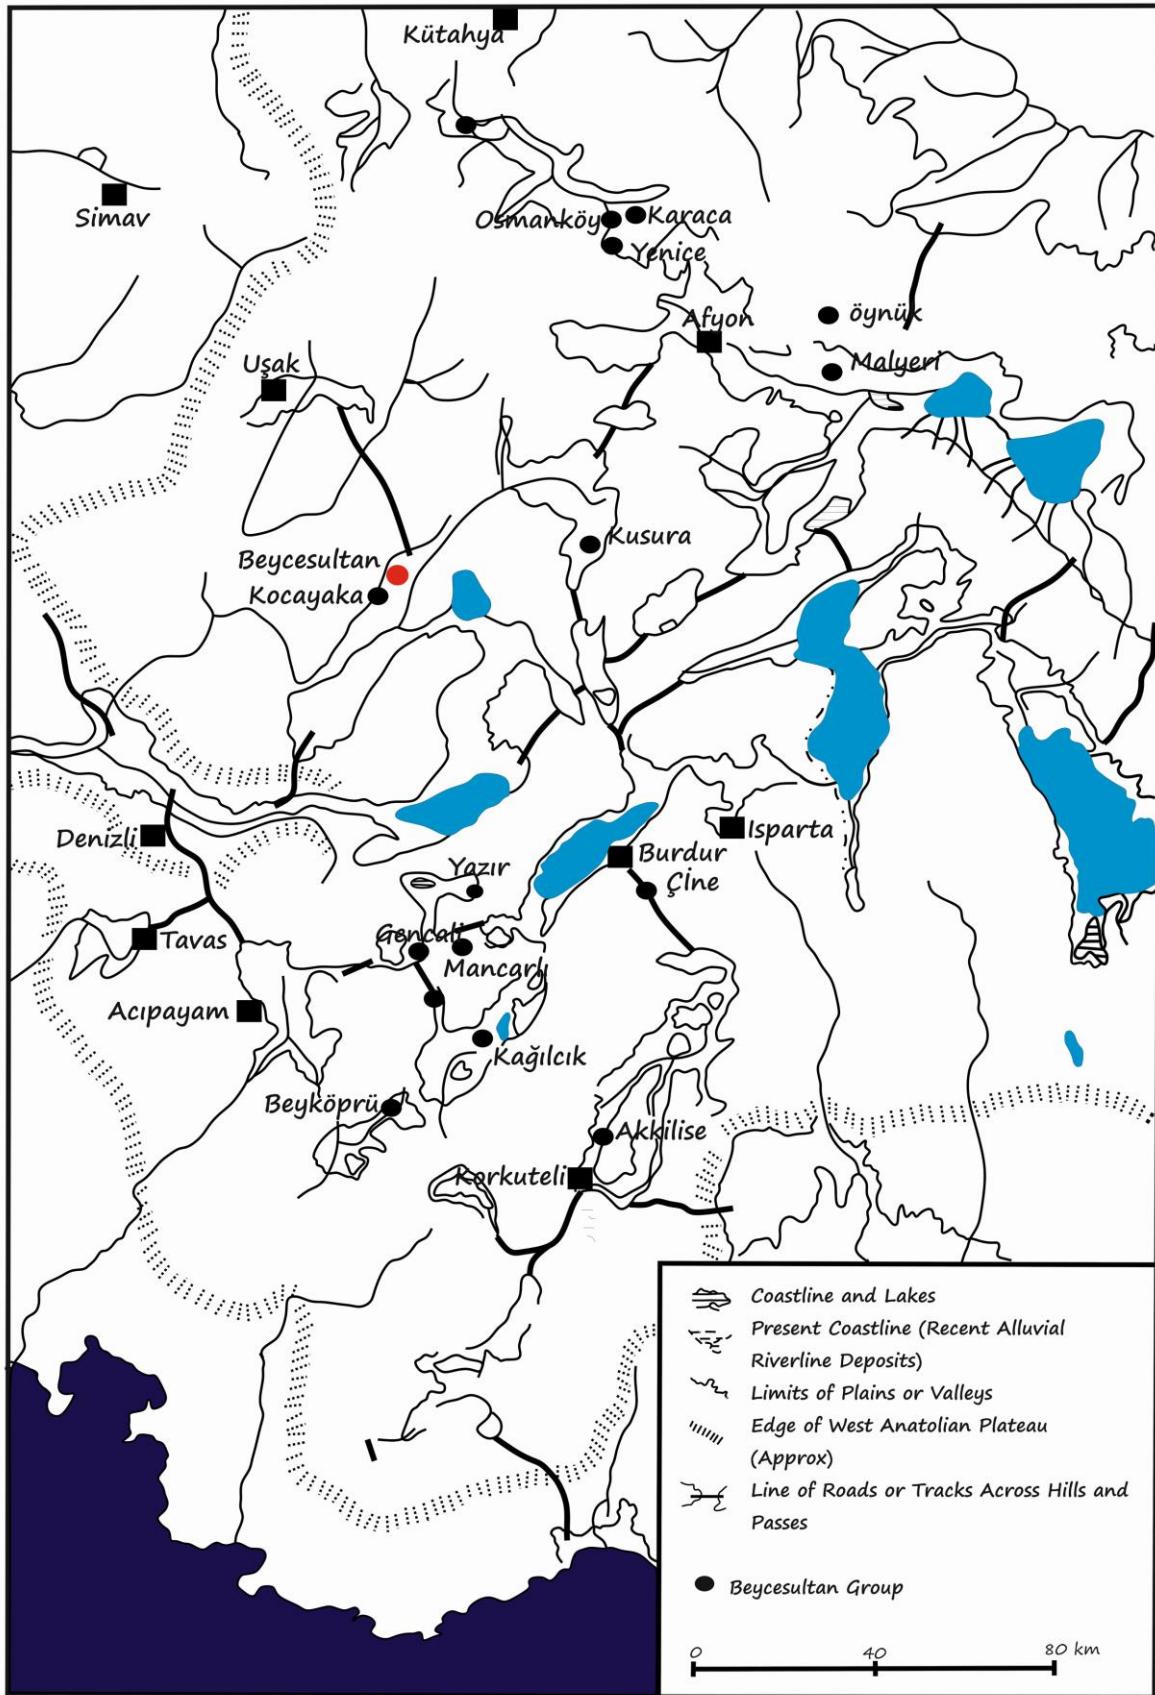 Kütahya
Simav
Osmanköy
Karaca
Yeniçe
Afyon
öynük
Malyeri
Uşak
Kusura
Beycesultan
Kocayaka
Denizli
Isparta
Burdur
Çİne
Yazır
Gencali
Mancarlı
Tavas
Acıpayam
Kağılcık
Beyköprü
Akkilise
Korkuteli
Coastline and Lakes
Present Coastline (Recent Alluvial
Riverline Deposits)
Limits of Plains or Valleys
Edge of West Anatolian Plateau
(Approx)
Line of Roads or Tracks Across Hills and
Passes
Beycesultan Group
0 40 80 km